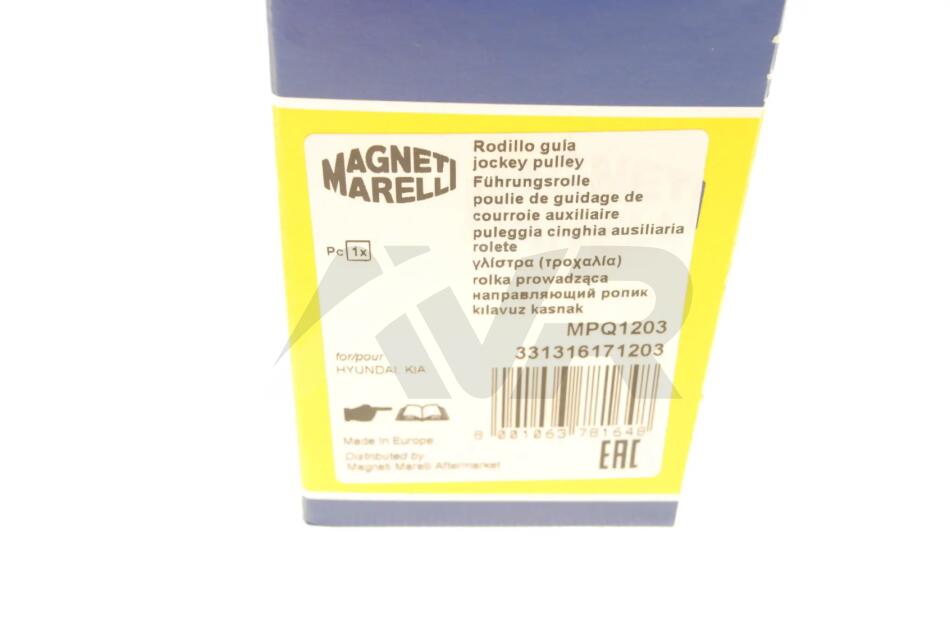 MAGNETI
MARELLI
Rodillo guía
jockey pulley
Führungsrolle
poulie de guidage de
courroie auxiliaire
puleggia cinghia ausiliaria
rolete
γλίστρα (τροχαλία)
rolka prowadząca
направляющий ролик
kılavuz kasnak
Pc 1x
MPQ1203
331316171203
for/pour
HYUNDAI, KIA
8 001063 781648
Made in Europe
Distributed by:
Magneti Marelli Aftermarket
EAC
4VR